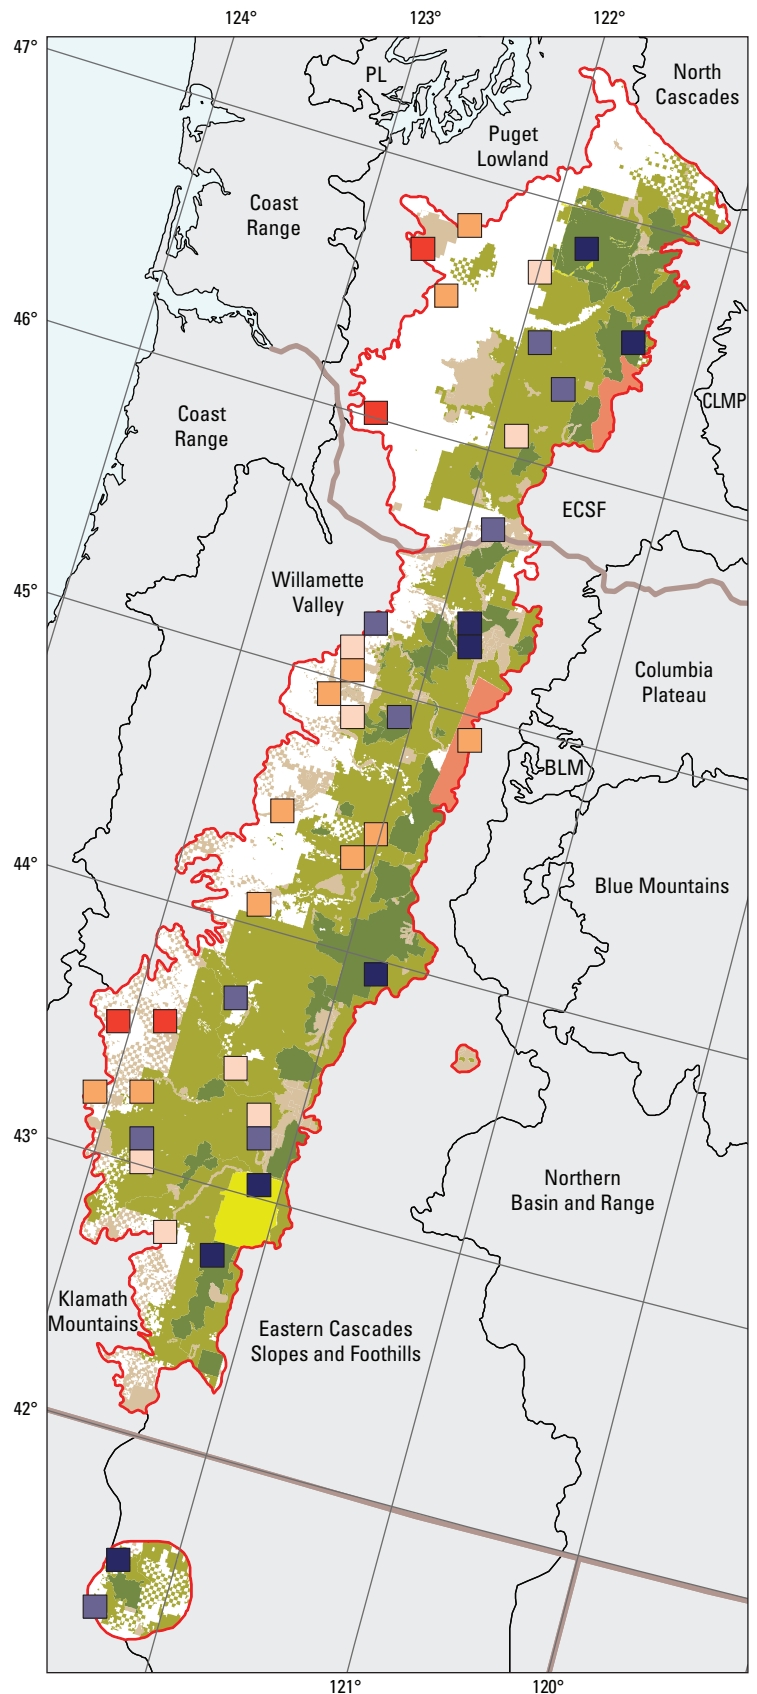 124°
123°
122°
47°
PL
North
Cascades
Puget
Lowland
Coast
Range
46°
CLMP
Coast
Range
ECSF
45°
Willamette
Valley
Columbia
Plateau
BLM
44°
Blue Mountains
43°
Northern
Basin and Range
Klamath
Mountains
Eastern Cascades
Slopes and Foothills
42°
121°
120°